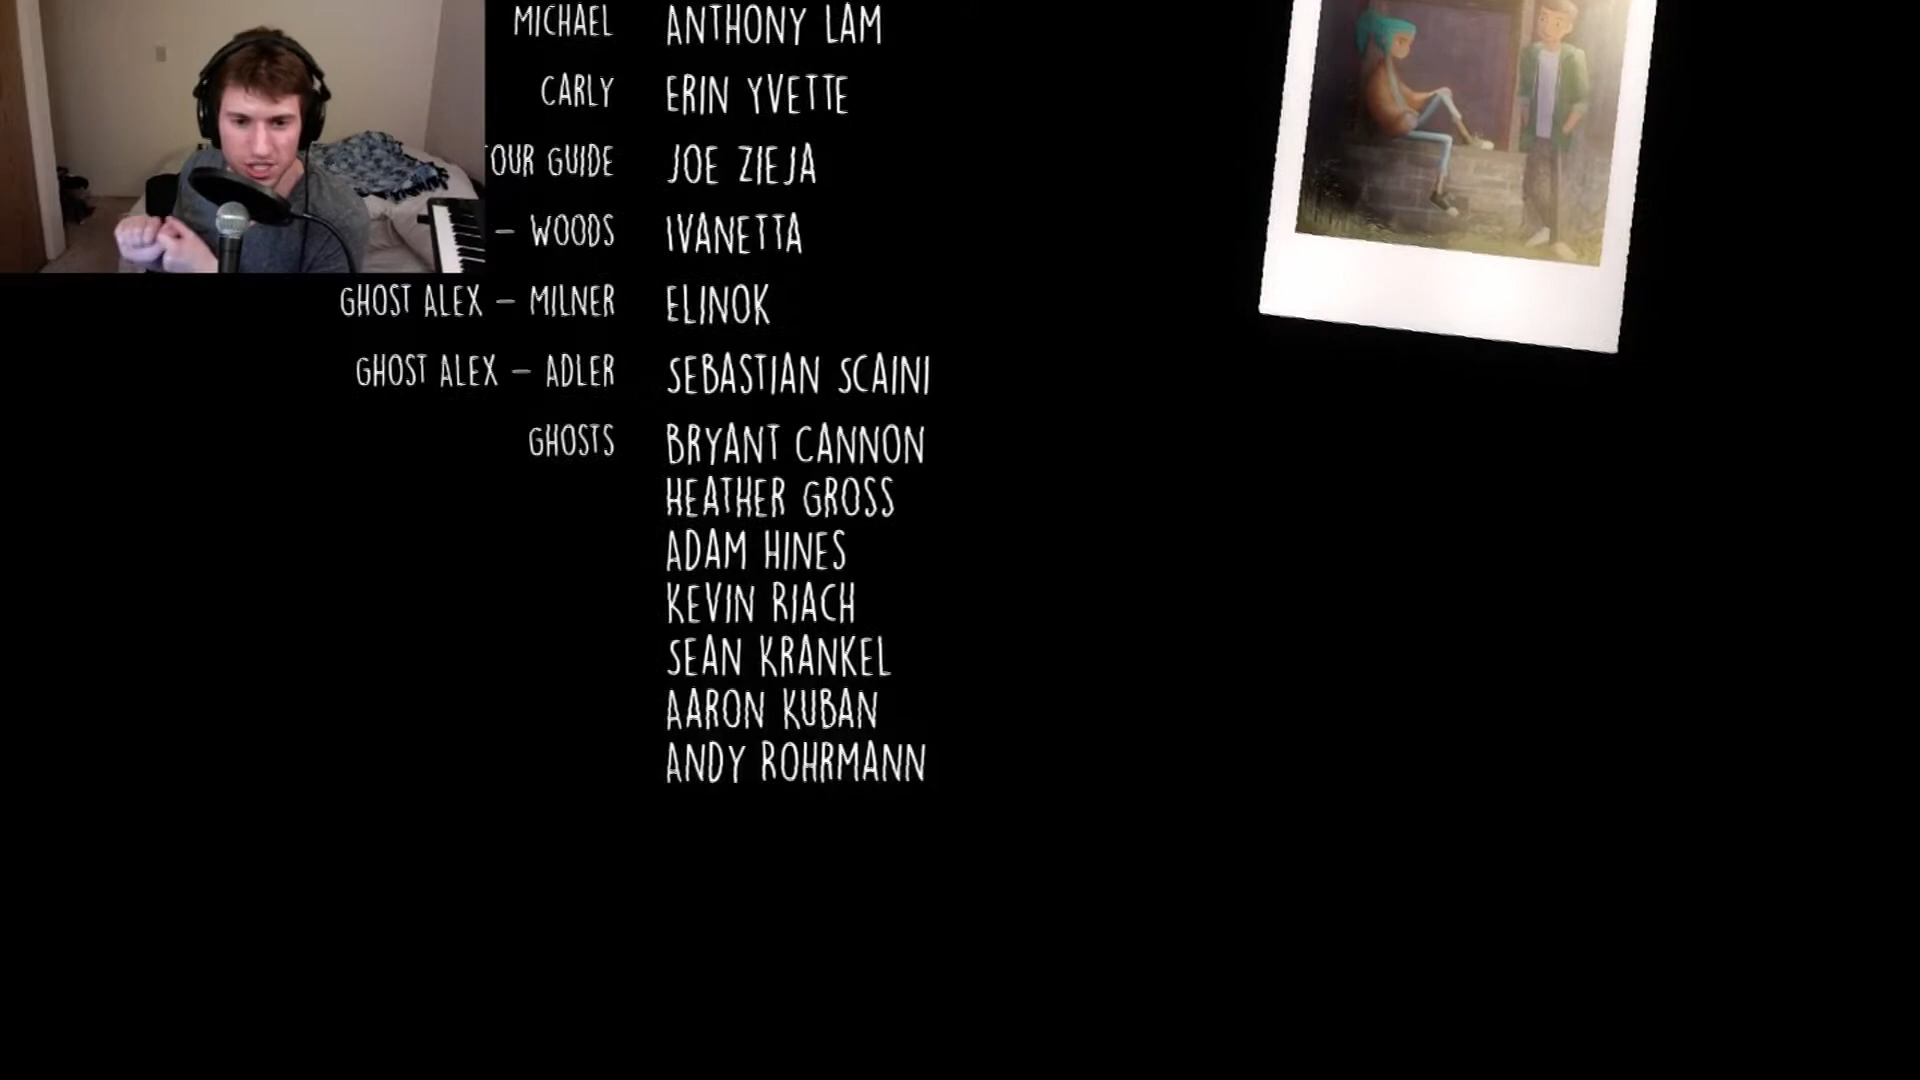 MICHAEL ANTHONY LAM
CARLY ERIN YVETTE
OUR GUIDE JOE ZIEJA
– WOODS IVANETTA
GHOST ALEX – MILNER ELINOK
GHOST ALEX – ADLER SEBASTIAN SCAINI
GHOSTS BRYANT CANNON
HEATHER GROSS
ADAM HINES
KEVIN RIACH
SEAN KRANKEL
AARON KUBAN
ANDY ROHRMANN